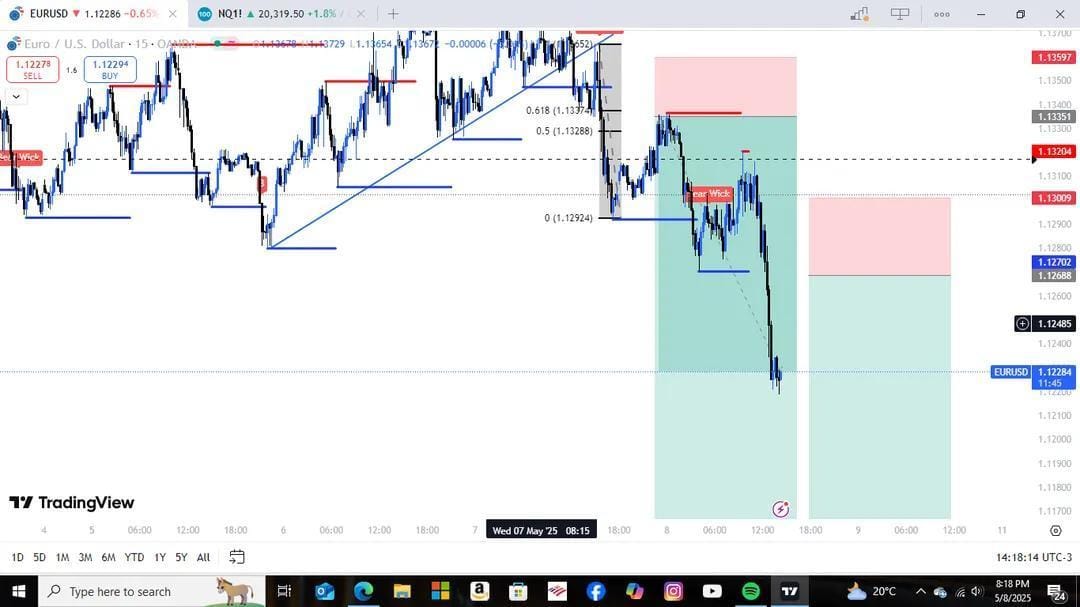 EURUSD ▼ 1.12286 −0.65%
NQ1! ▲ 20,319.50 +1.8%
Euro / U.S. Dollar · 15 · OANDA
1.13729 L 1.13654 C 1.13672 −0.00006
1.12278
SELL
1.6
1.12294
BUY
Bear Wick
0.618 (1.13374)
0.5 (1.13288)
0 (1.12924)
Bear Wick
1.13700
1.13597
1.13500
1.13400
1.13351
1.13300
1.13204
1.13100
1.13009
1.12900
1.12800
1.12702
1.12688
1.12600
1.12485
1.12400
EURUSD 1.12284
11:45
1.12200
1.12100
1.12000
1.11900
1.11800
1.11700
TradingView
4 5 06:00 12:00 18:00 6 06:00 12:00 18:00 7 Wed 07 May '25 08:15 18:00 8 06:00 12:00 18:00 9 06:00 12:00 11
1D 5D 1M 3M 6M YTD 1Y 5Y All
14:18:14 UTC-3
Type here to search
20°C
8:18 PM
5/8/2025
24